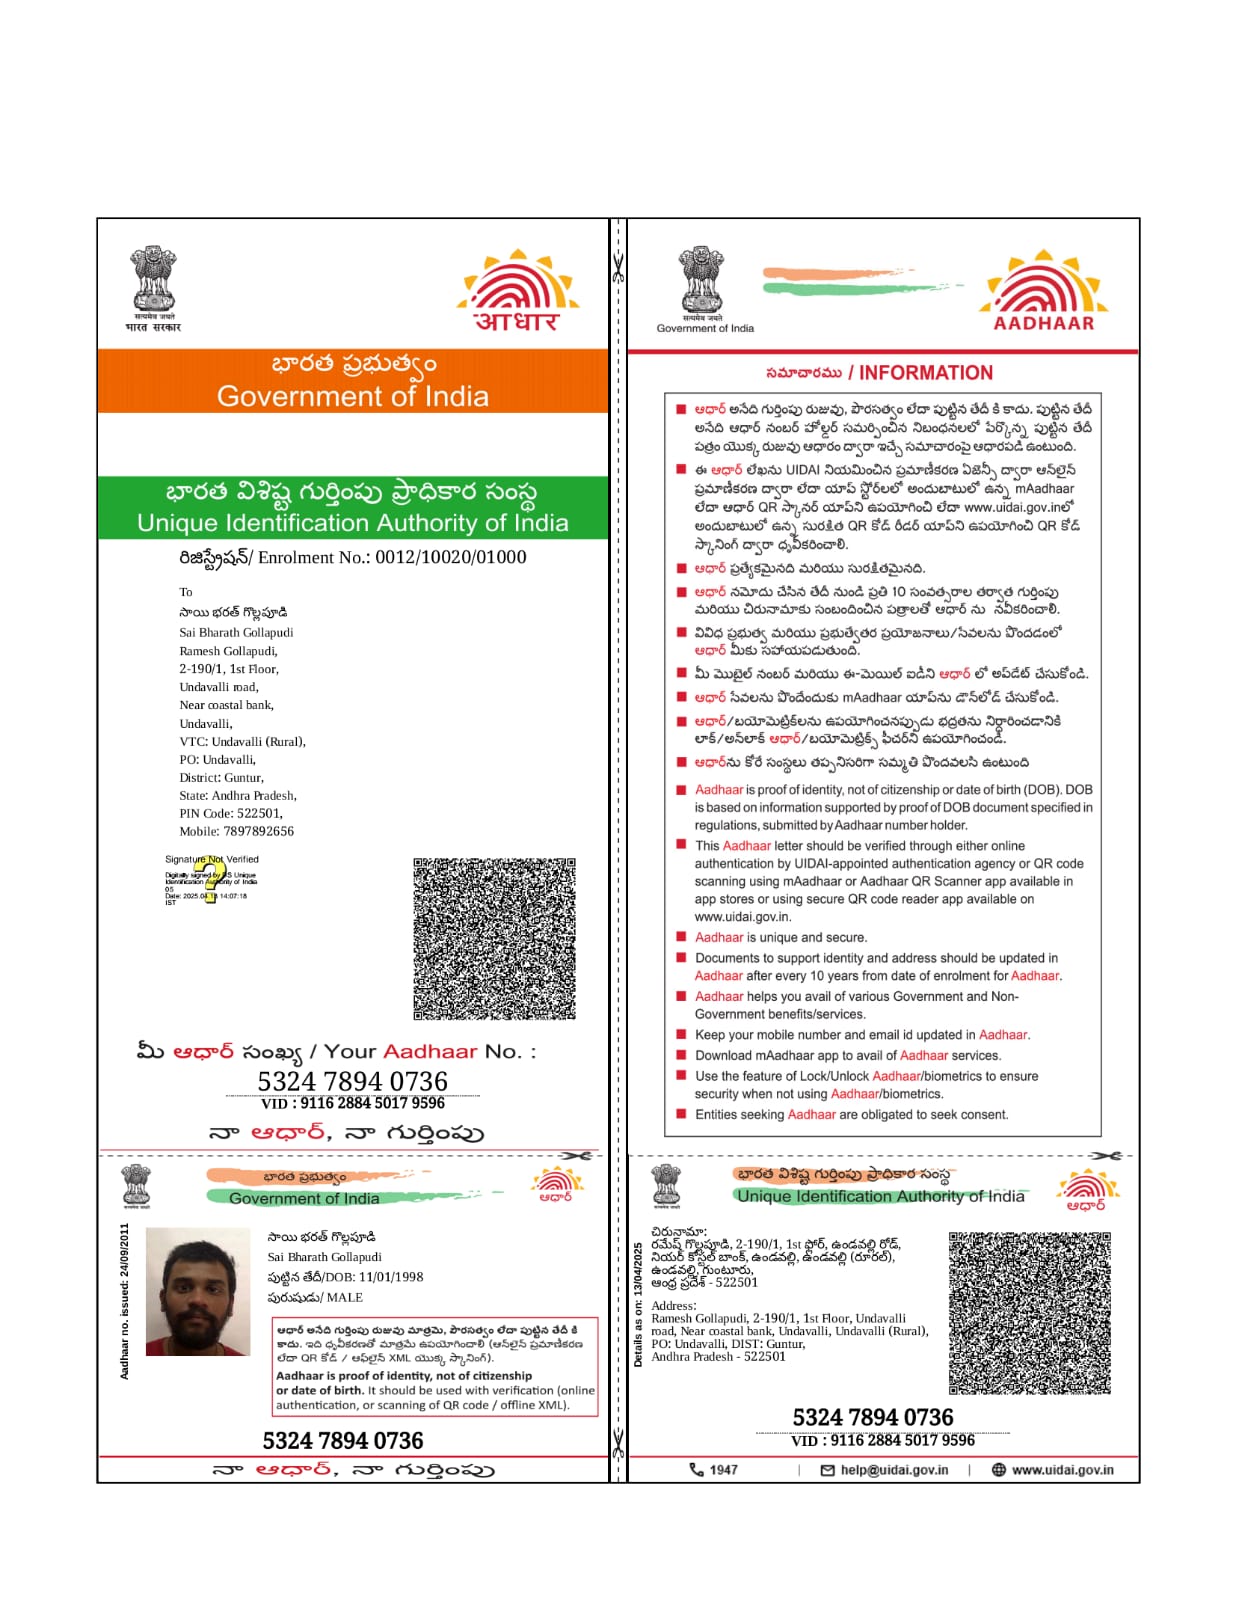 सत्यमेव जयते
भारत सरकार
आधार
భారత ప్రభుత్వం
Government of India
భారత విశిష్ట గుర్తింపు ప్రాధికార సంస్థ
Unique Identification Authority of India
రిజిస్ట్రేషన్/ Enrolment No.: 0012/10020/01000
To
సాయి భరత్ గొల్లపూడి
Sai Bharath Gollapudi
Ramesh Gollapudi,
2-190/1, 1st Floor,
Undavalli road,
Near coastal bank,
Undavalli,
VTC: Undavalli (Rural),
PO: Undavalli,
District: Guntur,
State: Andhra Pradesh,
PIN Code: 522501,
Mobile: 7897892656
Signature Not Verified
Digitally signed by DS Unique
Identification Authority of India
05
Date: 2025.04.13 14:07:18
IST
మీ ఆధార్ సంఖ్య / Your Aadhaar No. :
5324 7894 0736
VID : 9116 2884 5017 9596
నా ఆధార్, నా గుర్తింపు
భారత ప్రభుత్వం
Government of India
ఆధార్
Aadhaar no. issued: 24/09/2011
సాయి భరత్ గొల్లపూడి
Sai Bharath Gollapudi
పుట్టిన తేదీ/DOB: 11/01/1998
పురుషుడు/ MALE
ఆధార్ అనేది గుర్తింపు రుజువు మాత్రమే, పౌరసత్వం లేదా పుట్టిన తేదీ కి
కాదు. ఇది ధృవీకరణతో మాత్రమే ఉపయోగించాలి (ఆన్‌లైన్ ప్రమాణీకరణ
లేదా QR కోడ్ / ఆఫ్‌లైన్ XML యొక్క స్కానింగ్).
Aadhaar is proof of identity, not of citizenship
or date of birth. It should be used with verification (online
authentication, or scanning of QR code / offline XML).
5324 7894 0736
నా ఆధార్, నా గుర్తింపు
सत्यमेव जयते
Government of India
AADHAAR
సమాచారము / INFORMATION
ఆధార్ అనేది గుర్తింపు రుజువు, పౌరసత్వం లేదా పుట్టిన తేదీ కి కాదు. పుట్టిన తేదీ
అనేది ఆధార్ నంబర్ హోల్డర్ సమర్పించిన నిబంధనలలో పేర్కొన్న పుట్టిన తేదీ
పత్రం యొక్క రుజువు ఆధారం ద్వారా ఇచ్చే సమాచారంపై ఆధారపడి ఉంటుంది.
ఈ ఆధార్ లేఖను UIDAI నియమించిన ప్రమాణీకరణ ఏజెన్సీ ద్వారా ఆన్‌లైన్
ప్రమాణీకరణ ద్వారా లేదా యాప్ స్టోర్‌లలో అందుబాటులో ఉన్న mAadhaar
లేదా ఆధార్ QR స్కానర్ యాప్‌ని ఉపయోగించి లేదా www.uidai.gov.inలో
అందుబాటులో ఉన్న సురక్షిత QR కోడ్ రీడర్ యాప్‌ని ఉపయోగించి QR కోడ్
స్కానింగ్ ద్వారా ధృవీకరించాలి.
ఆధార్ ప్రత్యేకమైనది మరియు సురక్షితమైనది.
ఆధార్ నమోదు చేసిన తేదీ నుండి ప్రతి 10 సంవత్సరాల తర్వాత గుర్తింపు
మరియు చిరునామాకు సంబందించిన పత్రాలతో ఆధార్ ను నవీకరించాలి.
వివిధ ప్రభుత్వ మరియు ప్రభుత్వేతర ప్రయోజనాలు/సేవలను పొందడంలో
ఆధార్ మీకు సహాయపడుతుంది.
మీ మొబైల్ నంబర్ మరియు ఈ-మెయిల్ ఐడీని ఆధార్ లో అప్‌డేట్ చేసుకోండి.
ఆధార్ సేవలను పొందేందుకు mAadhaar యాప్‌ను డౌన్‌లోడ్ చేసుకోండి.
ఆధార్/బయోమెట్రిక్‌లను ఉపయోగించనప్పుడు భద్రతను నిర్ధారించడానికి
లాక్/అన్‌లాక్ ఆధార్/బయోమెట్రిక్స్ ఫీచర్‌ని ఉపయోగించండి.
ఆధార్‌ను కోరే సంస్థలు తప్పనిసరిగా సమ్మతి పొందవలసి ఉంటుంది
Aadhaar is proof of identity, not of citizenship or date of birth (DOB). DOB
is based on information supported by proof of DOB document specified in
regulations, submitted by Aadhaar number holder.
This Aadhaar letter should be verified through either online
authentication by UIDAI-appointed authentication agency or QR code
scanning using mAadhaar or Aadhaar QR Scanner app available in
app stores or using secure QR code reader app available on
www.uidai.gov.in.
Aadhaar is unique and secure.
Documents to support identity and address should be updated in
Aadhaar after every 10 years from date of enrolment for Aadhaar.
Aadhaar helps you avail of various Government and Non-
Government benefits/services.
Keep your mobile number and email id updated in Aadhaar.
Download mAadhaar app to avail of Aadhaar services.
Use the feature of Lock/Unlock Aadhaar/biometrics to ensure
security when not using Aadhaar/biometrics.
Entities seeking Aadhaar are obligated to seek consent.
భారత విశిష్ట గుర్తింపు ప్రాధికార సంస్థ
Unique Identification Authority of India
ఆధార్
Details as on: 13/04/2025
చిరునామా:
రమేష్ గొల్లపూడి, 2-190/1, 1st ఫ్లోర్, ఉండవల్లి రోడ్,
నియర్ కోస్టల్ బాంక్, ఉండవల్లి, ఉండవల్లి (రూరల్),
ఉండవల్లి, గుంటూరు,
ఆంధ్ర ప్రదేశ్ - 522501
Address:
Ramesh Gollapudi, 2-190/1, 1st Floor, Undavalli
road, Near coastal bank, Undavalli, Undavalli (Rural),
PO: Undavalli, DIST: Guntur,
Andhra Pradesh - 522501
5324 7894 0736
VID : 9116 2884 5017 9596
1947 | help@uidai.gov.in | www.uidai.gov.in